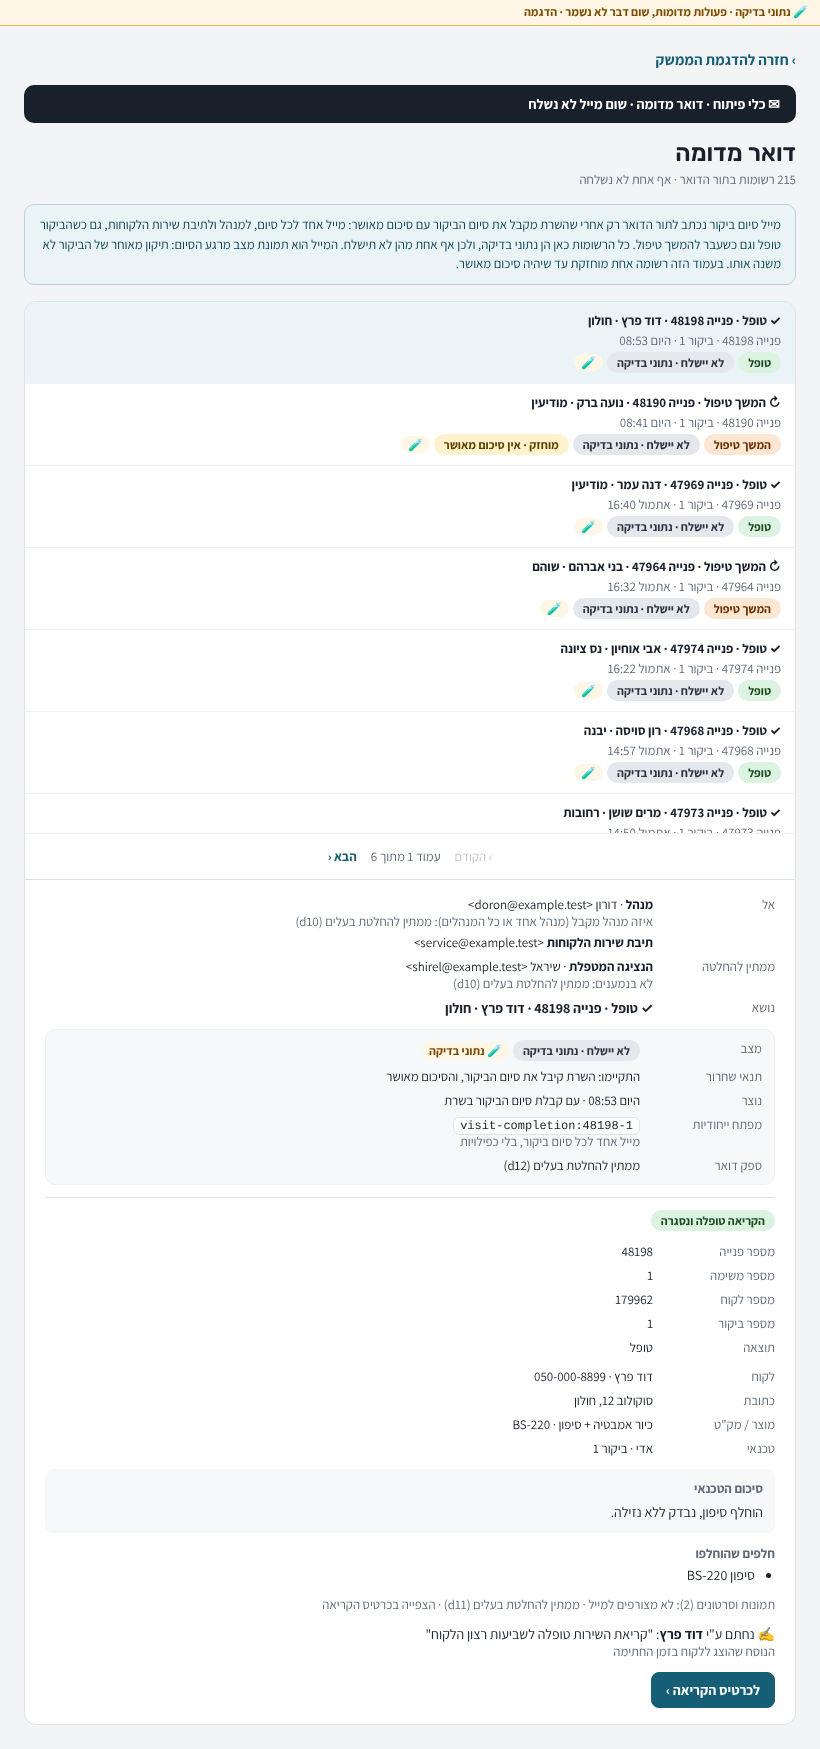 🧪 נתוני בדיקה · פעולות מדומות, שום דבר לא נשמר · הדגמה
› חזרה להדגמת הממשק
✉ כלי פיתוח · דואר מדומה · שום מייל לא נשלח
דואר מדומה
215 רשומות בתור הדואר · אף אחת לא נשלחה
מייל סיום ביקור נכתב לתור הדואר רק אחרי שהשרת מקבל את סיום הביקור עם סיכום מאושר: מייל אחד לכל סיום, למנהל ולתיבת שירות הלקוחות, גם כשהביקור
טופל וגם כשעבר להמשך טיפול. כל הרשומות כאן הן נתוני בדיקה, ולכן אף אחת מהן לא תישלח. המייל הוא תמונת מצב מרגע הסיום: תיקון מאוחר של הביקור לא
משנה אותו. בעמוד הזה רשומה אחת מוחזקת עד שיהיה סיכום מאושר.
✓ טופל · פנייה 48198 · דוד פרץ · חולון
פנייה 48198 · ביקור 1 · היום 08:53
טופל לא יישלח · נתוני בדיקה 🧪
↻ המשך טיפול · פנייה 48190 · נועה ברק · מודיעין
פנייה 48190 · ביקור 1 · היום 08:41
המשך טיפול לא יישלח · נתוני בדיקה מוחזק · אין סיכום מאושר 🧪
✓ טופל · פנייה 47969 · דנה עמר · מודיעין
פנייה 47969 · ביקור 1 · אתמול 16:40
טופל לא יישלח · נתוני בדיקה 🧪
↻ המשך טיפול · פנייה 47964 · בני אברהם · שוהם
פנייה 47964 · ביקור 1 · אתמול 16:32
המשך טיפול לא יישלח · נתוני בדיקה 🧪
✓ טופל · פנייה 47974 · אבי אוחיון · נס ציונה
פנייה 47974 · ביקור 1 · אתמול 16:22
טופל לא יישלח · נתוני בדיקה 🧪
✓ טופל · פנייה 47968 · רון סויסה · יבנה
פנייה 47968 · ביקור 1 · אתמול 14:57
טופל לא יישלח · נתוני בדיקה 🧪
✓ טופל · פנייה 47973 · מרים ששון · רחובות
פנייה 47973 · ביקור 1 · אתמול 14:50
› הקודם עמוד 1 מתוך 6 הבא ‹
אל מנהל · דורון <doron@example.test>
איזה מנהל מקבל (מנהל אחד או כל המנהלים): ממתין להחלטת בעלים (d10)
תיבת שירות הלקוחות <service@example.test>
ממתין להחלטה הנציגה המטפלת · שיראל <shirel@example.test>
לא בנמענים: ממתין להחלטת בעלים (d10)
נושא ✓ טופל · פנייה 48198 · דוד פרץ · חולון
מצב לא יישלח · נתוני בדיקה 🧪 נתוני בדיקה
תנאי שחרור התקיימו: השרת קיבל את סיום הביקור, והסיכום מאושר
נוצר היום 08:53 · עם קבלת סיום הביקור בשרת
מפתח ייחודיות visit-completion:48198-1
מייל אחד לכל סיום ביקור, בלי כפילויות
ספק דואר ממתין להחלטת בעלים (d12)
הקריאה טופלה ונסגרה
מספר פנייה 48198
מספר משימה 1
מספר לקוח 179962
מספר ביקור 1
תוצאה טופל
לקוח דוד פרץ · 050-000-8899
כתובת סוקולוב 12, חולון
מוצר / מק"ט כיור אמבטיה + סיפון · BS-220
טכנאי אדי · ביקור 1
סיכום הטכנאי
הוחלף סיפון, נבדק ללא נזילה.
חלפים שהוחלפו
• סיפון BS-220
תמונות וסרטונים (2): לא מצורפים למייל · ממתין להחלטת בעלים (d11) · הצפייה בכרטיס הקריאה
✍️ נחתם ע"י דוד פרץ: "קריאת השירות טופלה לשביעות רצון הלקוח"
הנוסח שהוצג ללקוח בזמן החתימה
לכרטיס הקריאה ‹